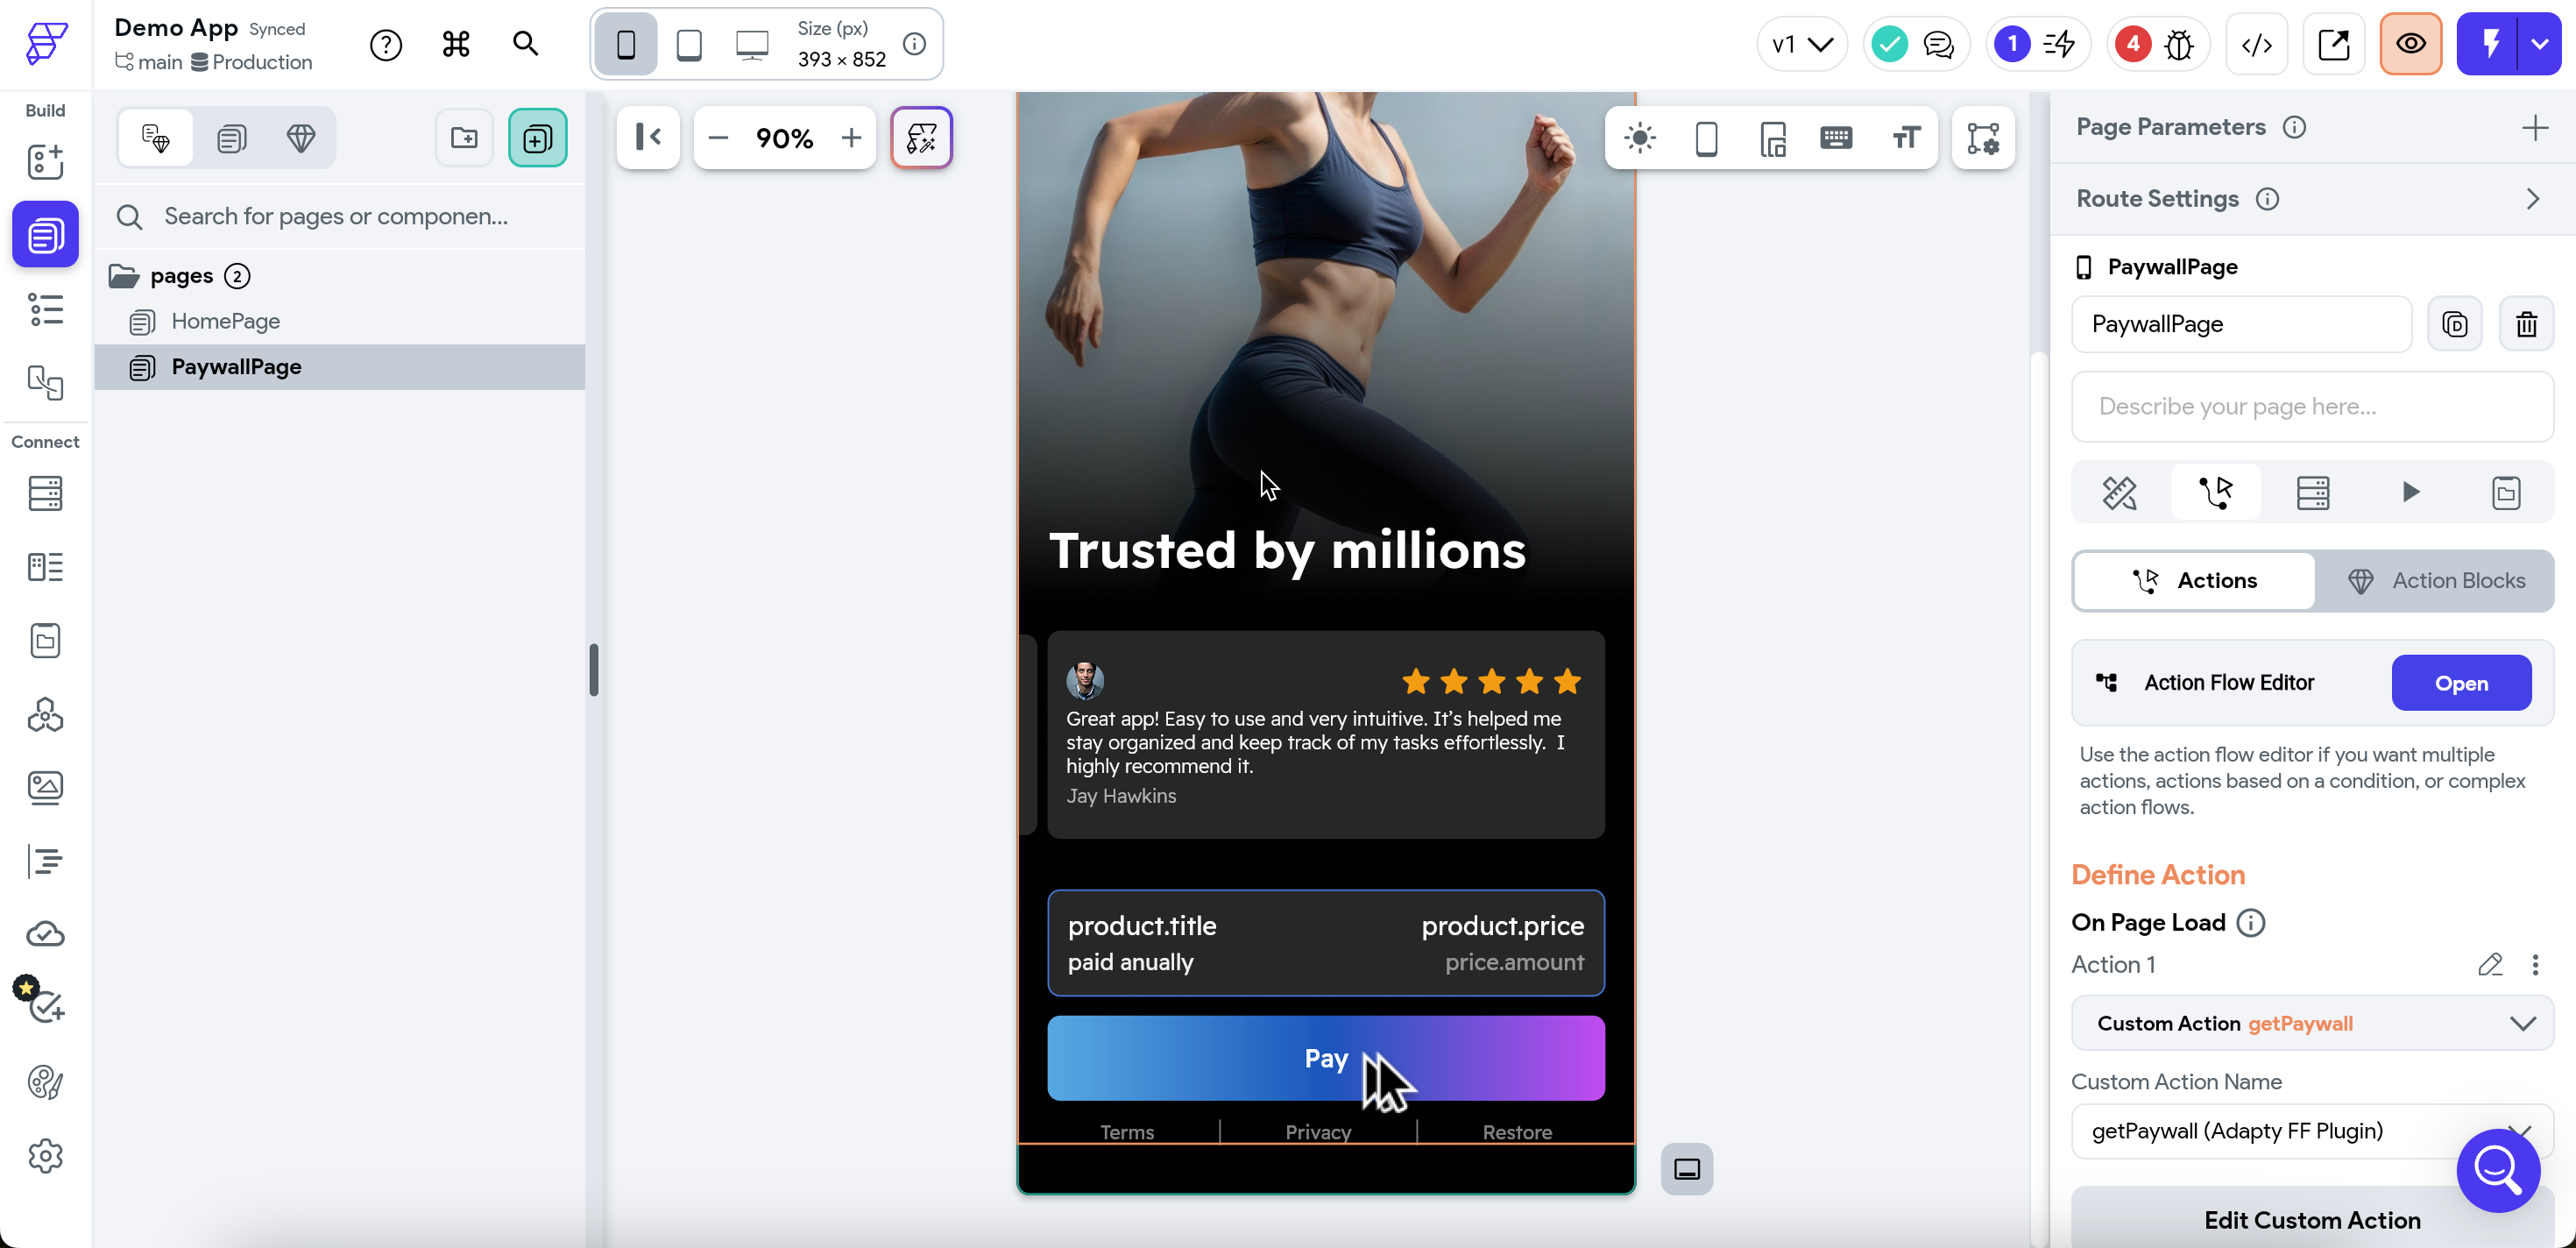 Demo App Synced
main Production
Size (px)
393 × 852
v1
1
4
Build
Connect
Search for pages or componen...
pages 2
HomePage
PaywallPage
90%
Trusted by millions
Great app! Easy to use and very intuitive. It’s helped me
stay organized and keep track of my tasks effortlessly. I
highly recommend it.
Jay Hawkins
product.title product.price
paid anually price.amount
Pay
Terms Privacy Restore
Page Parameters
Route Settings
PaywallPage
PaywallPage
D
Describe your page here...
Actions Action Blocks
Action Flow Editor Open
Use the action flow editor if you want multiple
actions, actions based on a condition, or complex
action flows.
Define Action
On Page Load
Action 1
Custom Action getPaywall
Custom Action Name
getPaywall (Adapty FF Plugin)
Edit Custom Action